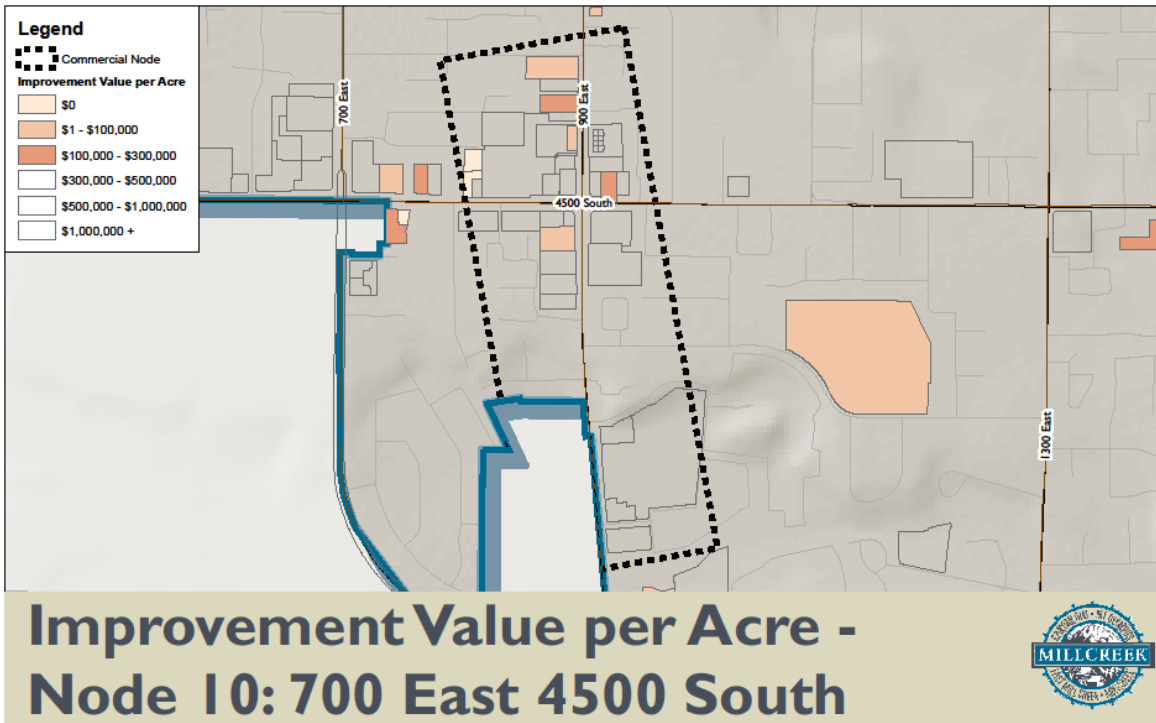 Legend
Commercial Node
Improvement Value per Acre
$0
$1 - $100,000
$100,000 - $300,000
$300,000 - $500,000
$500,000 - $1,000,000
$1,000,000 +
700 East
900 East
4500 South
1300 East
Improvement Value per Acre -
Node 10: 700 East 4500 South
MILLCREEK